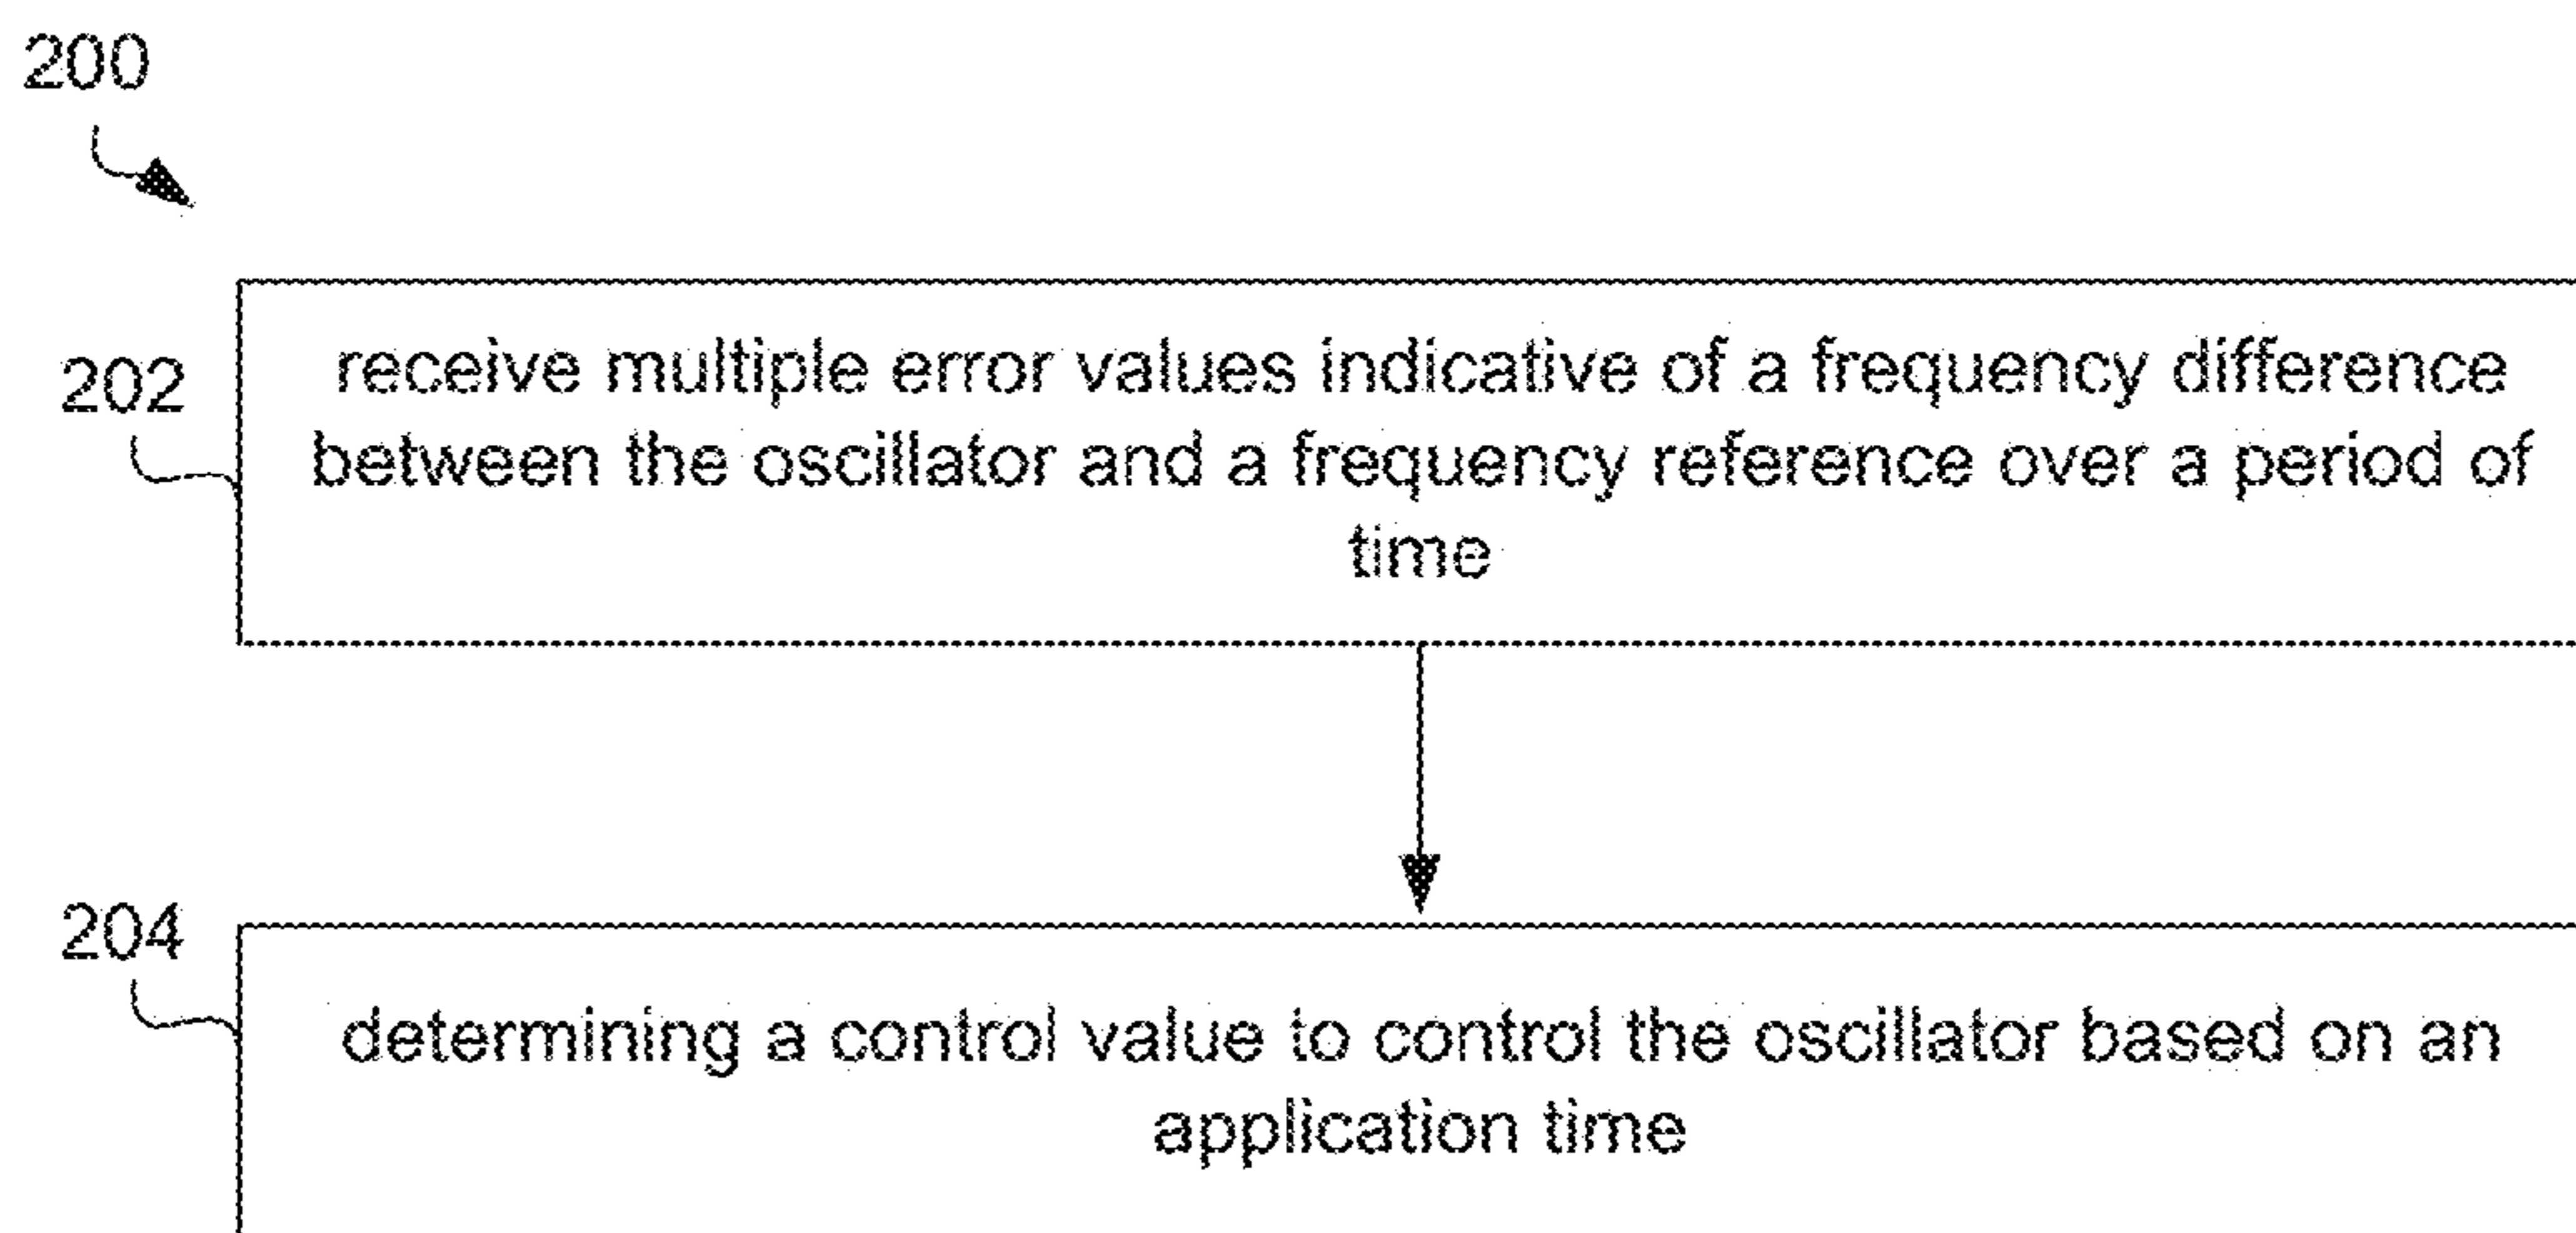 200
202
receive multiple error values indicative of a frequency difference
between the oscillator and a frequency reference over a period of
time
204
determining a control value to control the oscillator based on an
application time